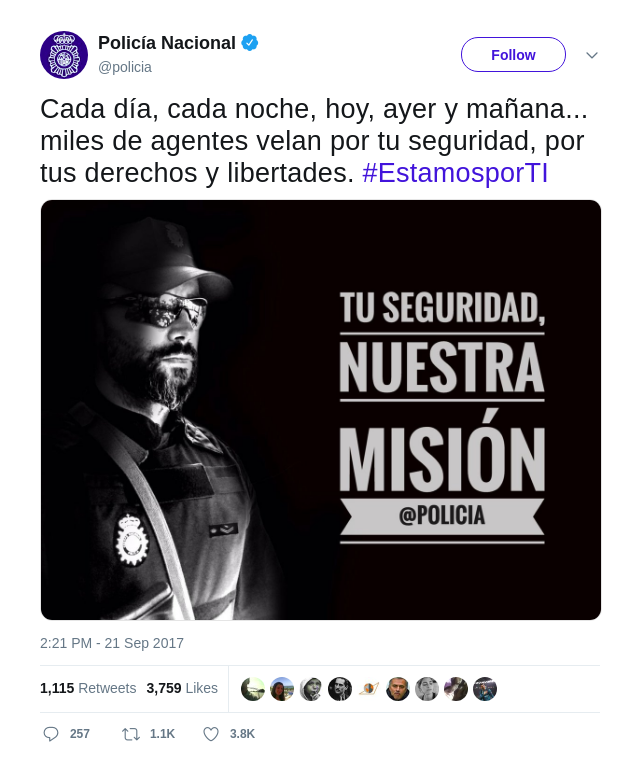 Policía Nacional
@policia
Follow
Cada día, cada noche, hoy, ayer y mañana...
miles de agentes velan por tu seguridad, por
tus derechos y libertades. #EstamosporTI
TU SEGURIDAD,
NUESTRA
MISIÓN
@POLICIA
2:21 PM - 21 Sep 2017
1,115 Retweets 3,759 Likes
257 1.1K 3.8K